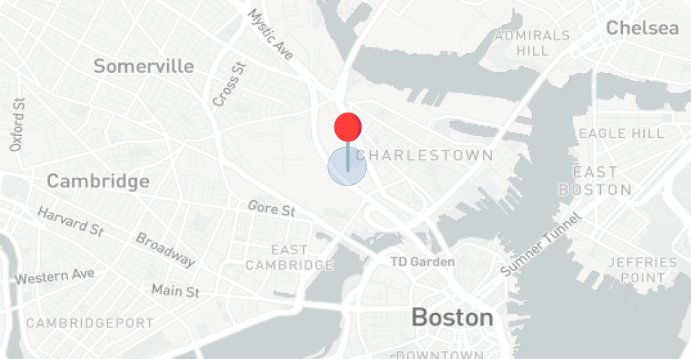 Mystic Ave
ADMIRALS
HILL
Chelsea
Somerville
Cross St
Oxford St
EAGLE HILL
CHARLESTOWN
Cambridge
EAST
BOSTON
Gore St
Harvard St
Broadway
Sumner Tunnel
EAST
CAMBRIDGE
TD Garden
JEFFRIES
POINT
Western Ave
Main St
CAMBRIDGEPORT
Boston
DOWNTOWN